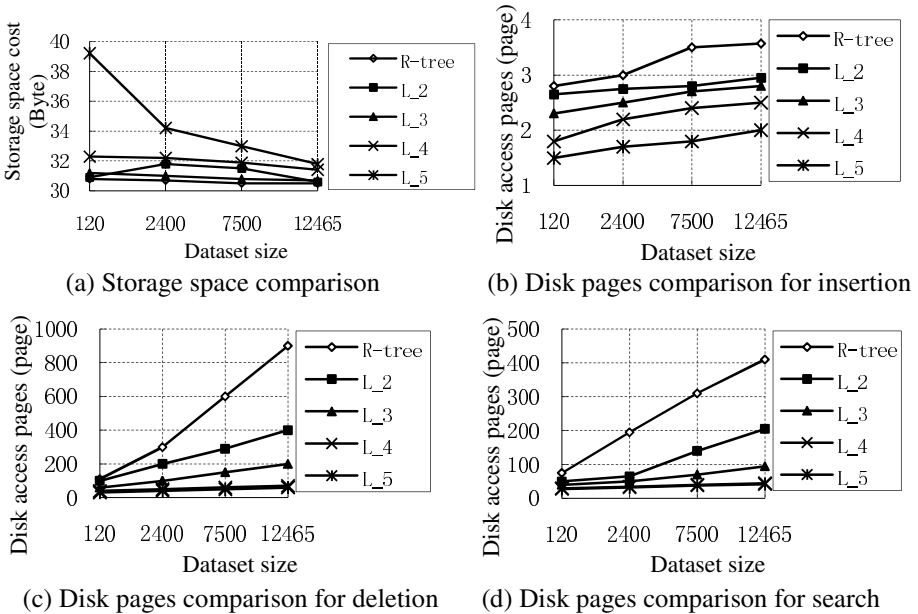 Storage space cost
(Byte)
40
38
36
34
32
30
120 2400 7500 12465
Dataset size
R-tree
L_2
L_3
L_4
L_5
(a) Storage space comparison
Disk access pages (page)
4
3
2
1
120 2400 7500 12465
Dataset size
R-tree
L_2
L_3
L_4
L_5
(b) Disk pages comparison for insertion
Disk access pages (page)
1000
800
600
400
200
0
120 2400 7500 12465
Dataset size
R-tree
L_2
L_3
L_4
L_5
(c) Disk pages comparison for deletion
Disk access pages (page)
500
400
300
200
100
0
120 2400 7500 12465
Dataset size
R-tree
L_2
L_3
L_4
L_5
(d) Disk pages comparison for search